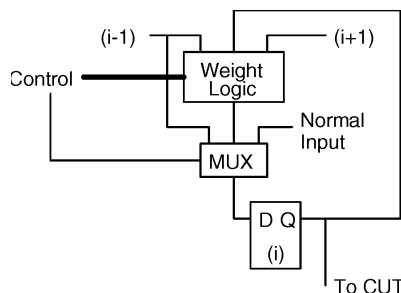 (i-1)
(i+1)
Weight
Logic
Control
Normal
Input
MUX
D Q
(i)
To CUT